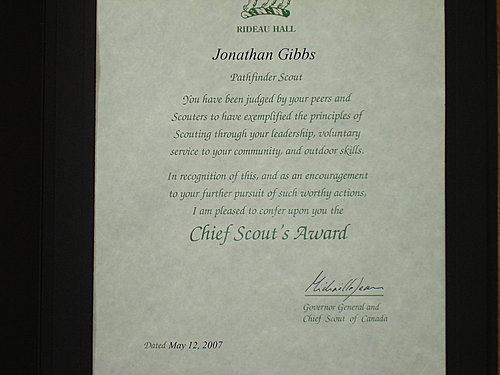 RIDEAU HALL
Jonathan Gibbs
Pathfinder Scout
You have been judged by your peers and
Scouters to have exemplified the principles of
Scouting through your leadership, voluntary
service to your community, and outdoor skills.
In recognition of this, and as an encouragement
to your further pursuit of such worthy actions,
I am pleased to confer upon you the
Chief Scout's Award
Michaëlle Jean
Governor General and
Chief Scout of Canada
Dated May 12, 2007